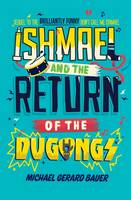 SEQUEL TO THE BRILLIANTLY FUNNY DON'T CALL ME ISHMAEL
ISHMAEL
AND THE
RETURN
OF THE
DUGONGS
MICHAEL GERARD BAUER